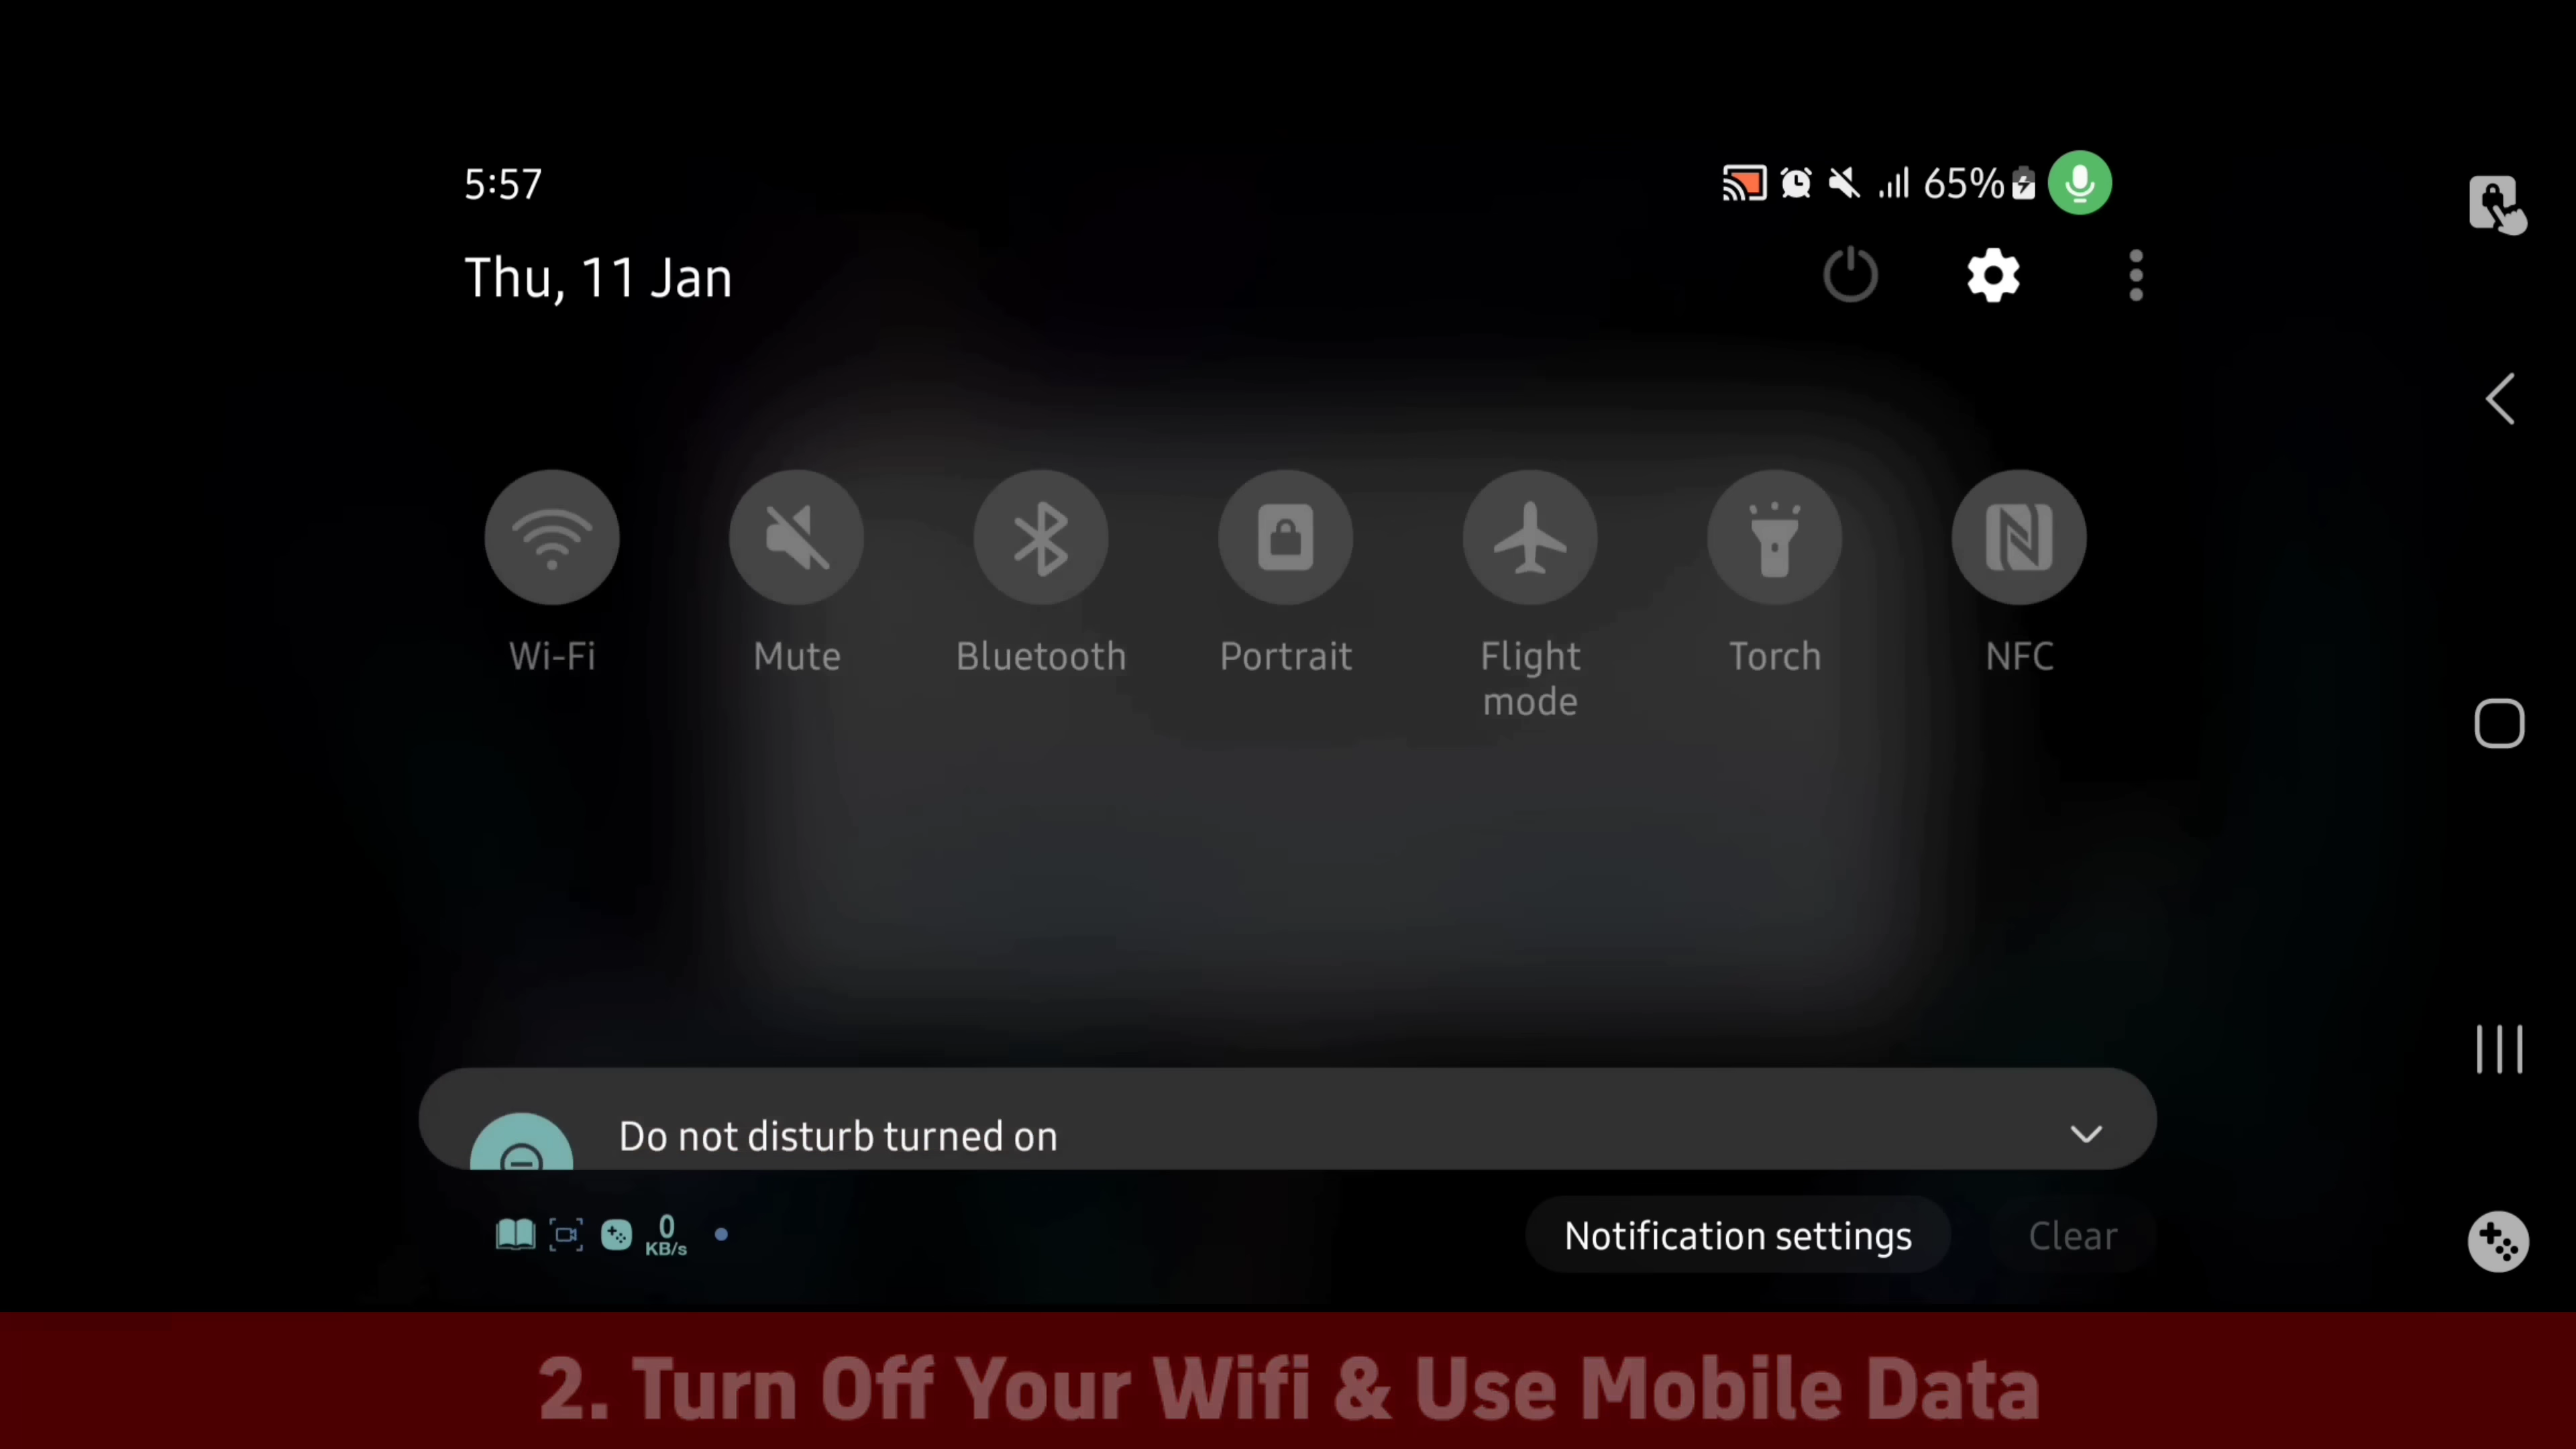 5:57
65%
Thu, 11 Jan
Wi-Fi
Mute
Bluetooth
Portrait
Flight
mode
Torch
NFC
Do not disturb turned on
0
KB/s
Notification settings
Clear
2. Turn Off Your Wifi & Use Mobile Data